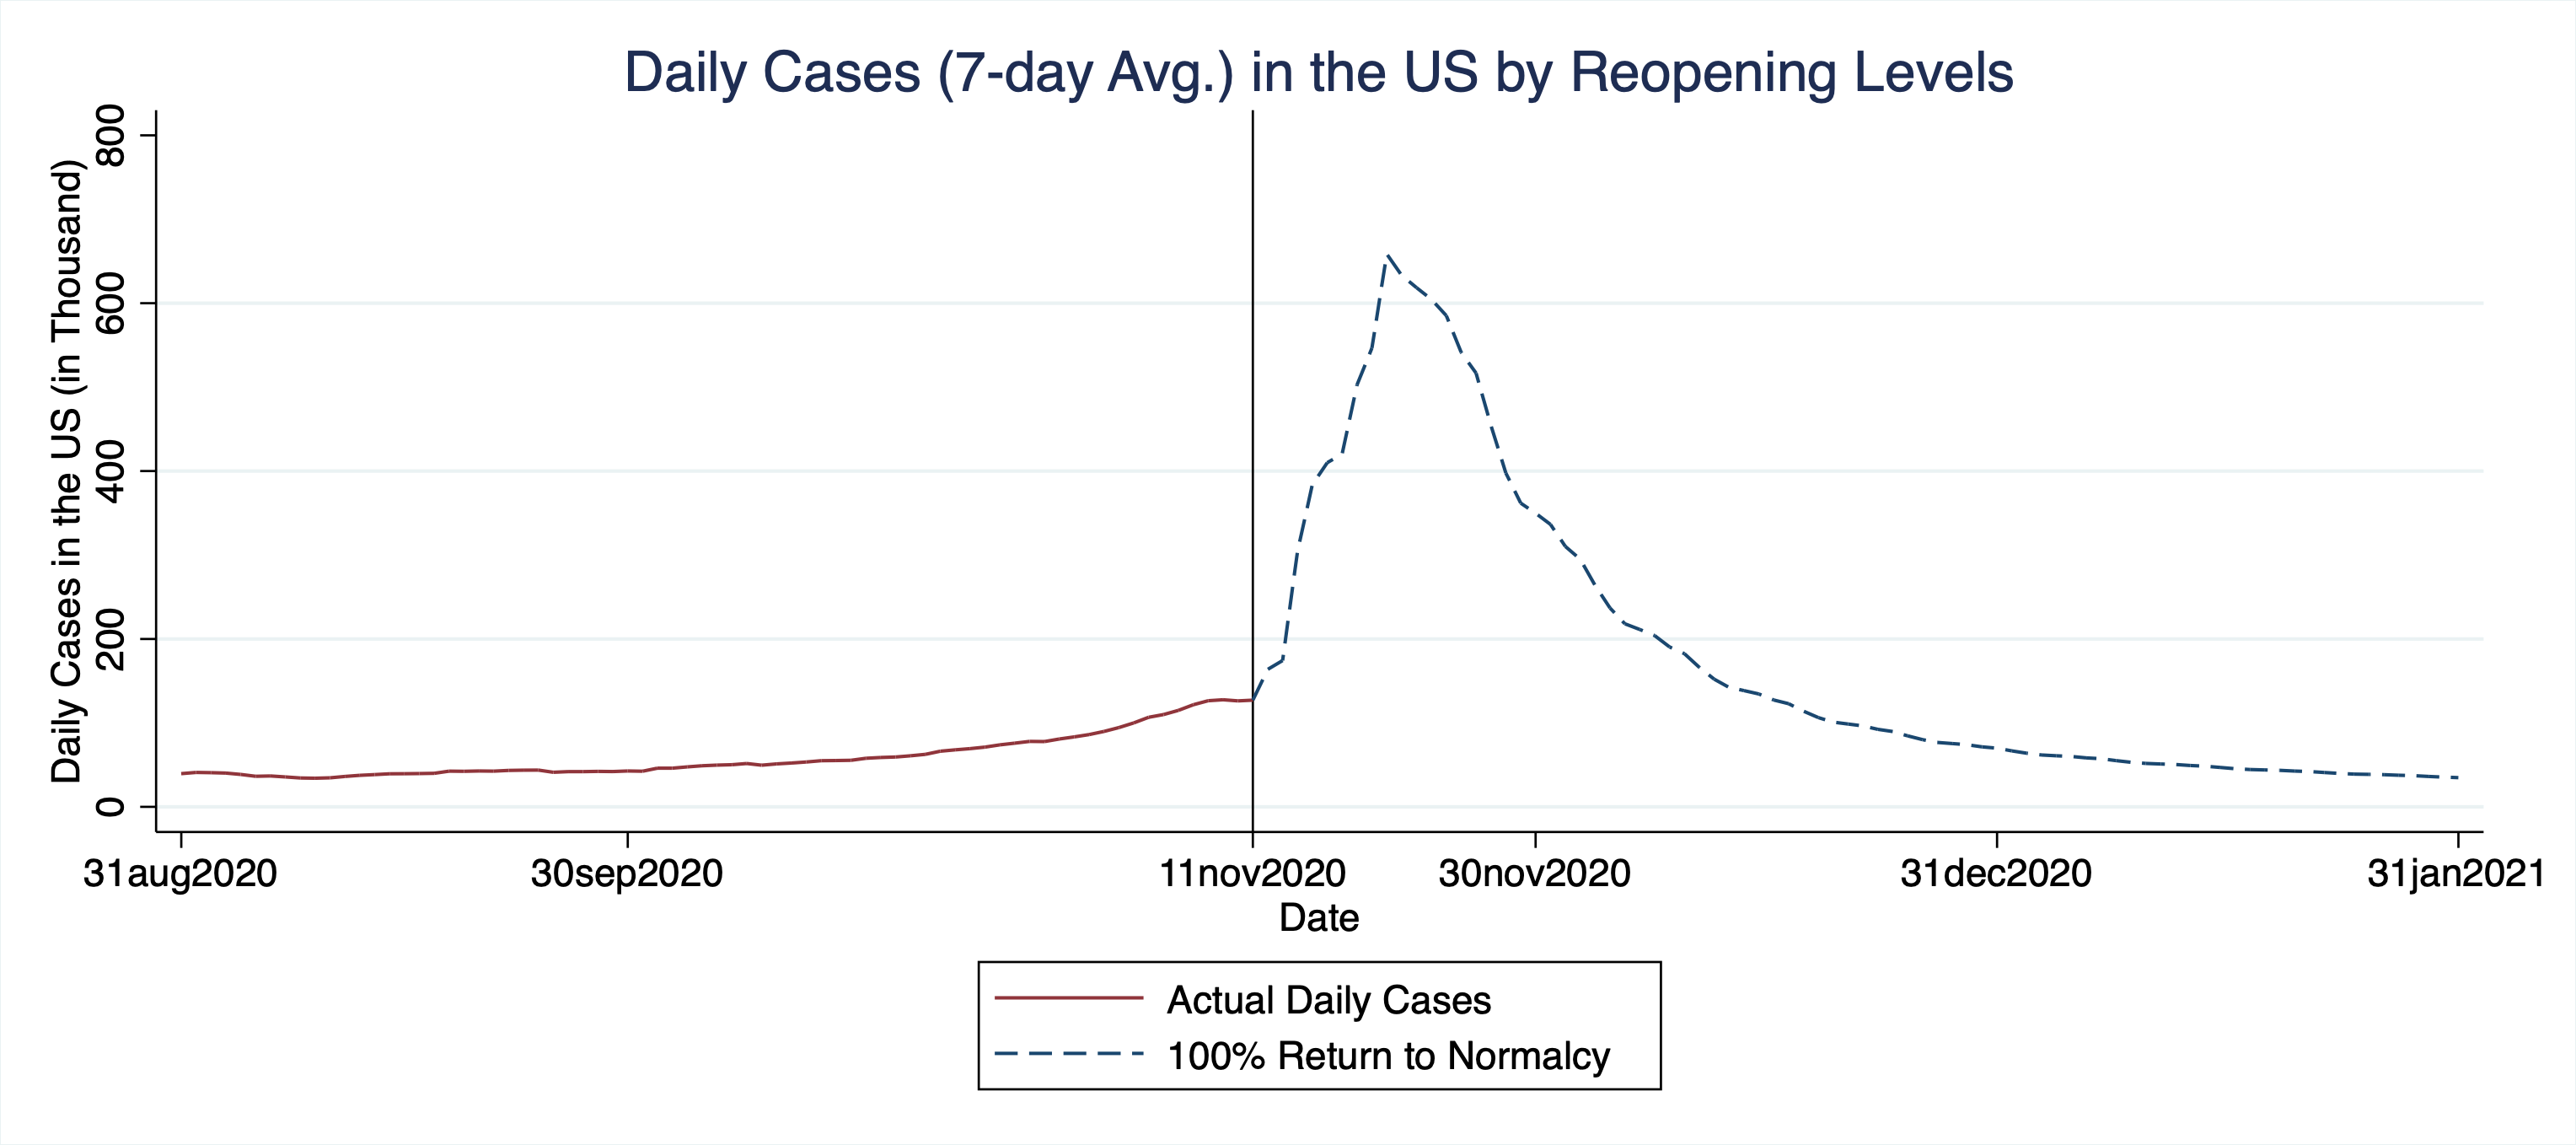 Daily Cases (7-day Avg.) in the US by Reopening Levels
Daily Cases in the US (in Thousand)
800
600
400
200
0
31aug2020
30sep2020
11nov2020
30nov2020
31dec2020
31jan2021
Date
Actual Daily Cases
100% Return to Normalcy